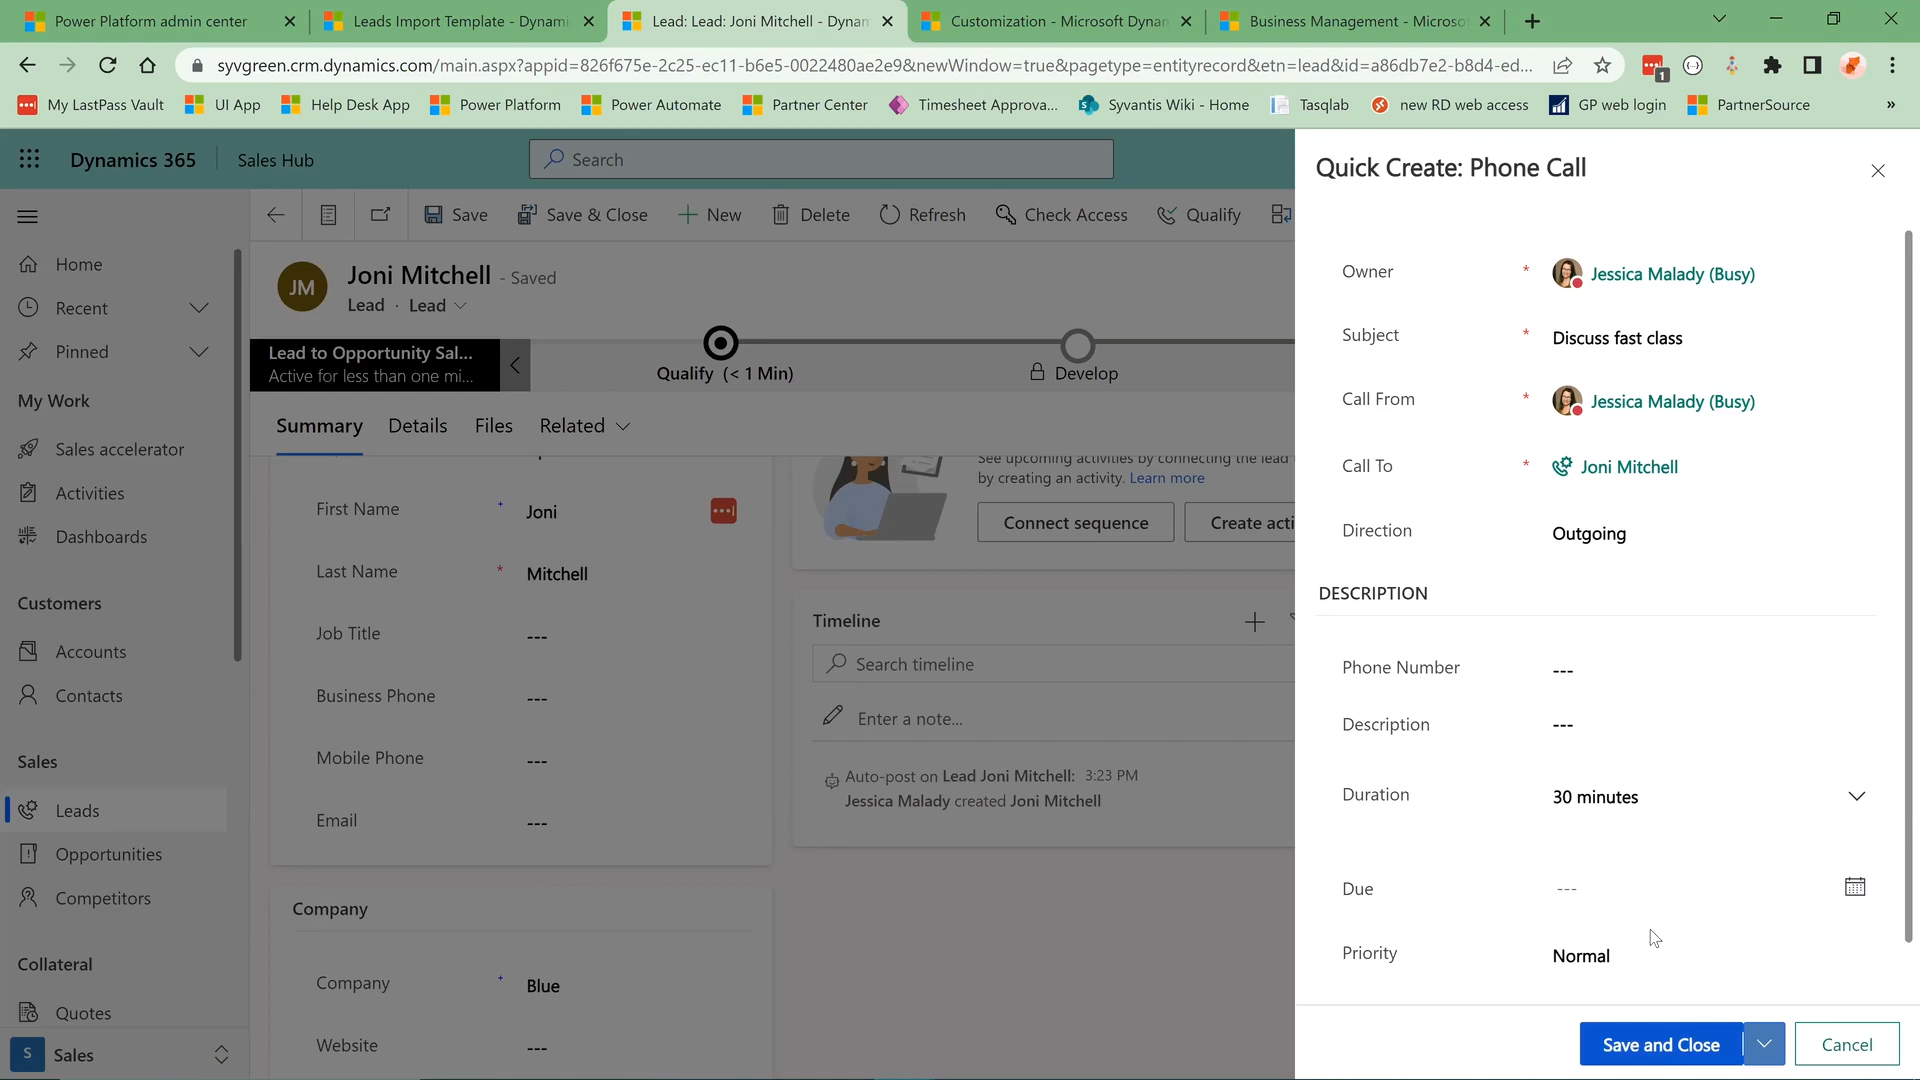 Power Platform admin center
Leads Import Template - Dynami
Lead: Lead: Joni Mitchell - Dynam
Customization - Microsoft Dynam
Business Management - Microso
syvgreen.crm.dynamics.com/main.aspx?appid=826f675e-2c25-ec11-b6e5-0022480ae2e9&newWindow=true&pagetype=entityrecord&etn=lead&id=a86db7e2-b8d4-ed...
1
My LastPass Vault
UI App
Help Desk App
Power Platform
Power Automate
Partner Center
Timesheet Approva...
Syvantis Wiki - Home
Tasqlab
new RD web access
GP web login
PartnerSource
»
Dynamics 365
Sales Hub
Search
Save
Save & Close
New
Delete
Refresh
Check Access
Qualify
Home
Recent
Pinned
My Work
Sales accelerator
Activities
Dashboards
Customers
Accounts
Contacts
Sales
Leads
Opportunities
Competitors
Collateral
Quotes
S Sales
JM
Joni Mitchell - Saved
Lead · Lead
Lead to Opportunity Sal...
Active for less than one mi...
Qualify (< 1 Min)
Develop
Summary
Details
Files
Related
First Name * Joni
Last Name * Mitchell
Job Title ---
Business Phone ---
Mobile Phone ---
Email ---
Company
Company * Blue
Website ---
See upcoming activities by connecting the lead
by creating an activity. Learn more
Connect sequence
Create acti
Timeline
Search timeline
Enter a note...
Auto-post on Lead Joni Mitchell: 3:23 PM
Jessica Malady created Joni Mitchell
Quick Create: Phone Call
Owner * Jessica Malady (Busy)
Subject * Discuss fast class
Call From * Jessica Malady (Busy)
Call To * Joni Mitchell
Direction Outgoing
DESCRIPTION
Phone Number ---
Description ---
Duration 30 minutes
Due ---
Priority Normal
Save and Close
Cancel